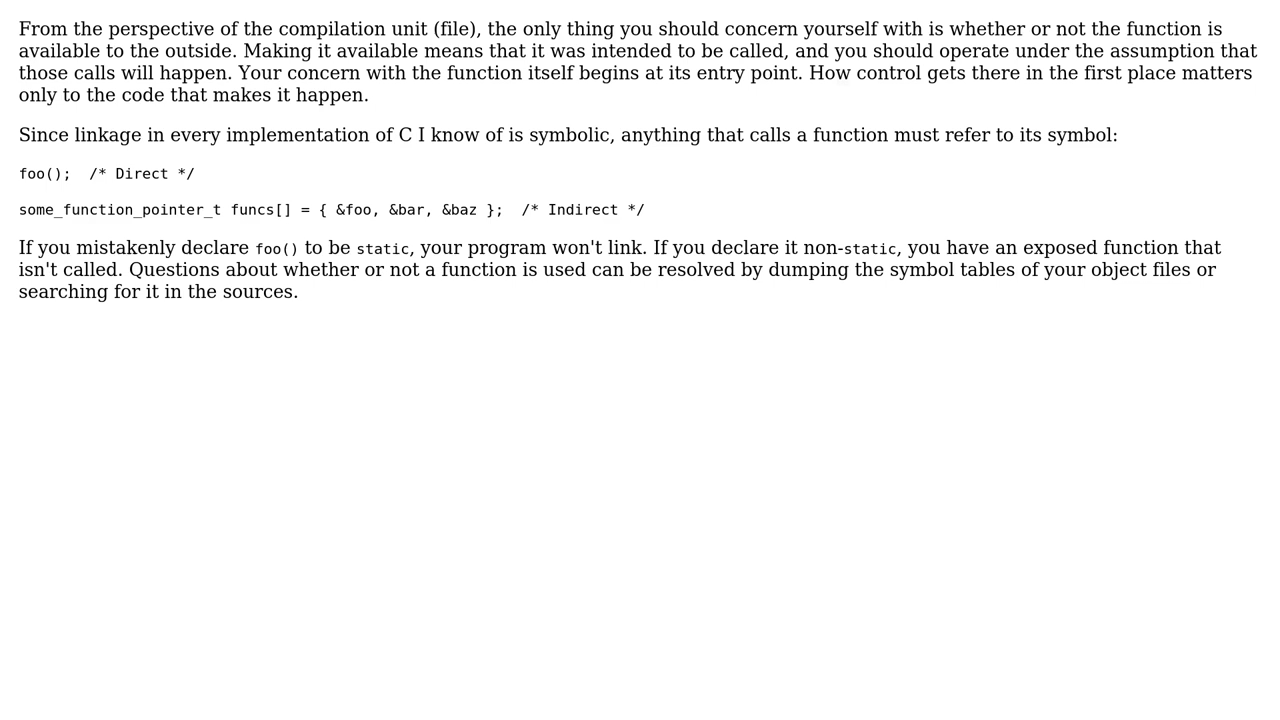 From the perspective of the compilation unit (file), the only thing you should concern yourself with is whether or not the function is
available to the outside. Making it available means that it was intended to be called, and you should operate under the assumption that
those calls will happen. Your concern with the function itself begins at its entry point. How control gets there in the first place matters
only to the code that makes it happen.
Since linkage in every implementation of C I know of is symbolic, anything that calls a function must refer to its symbol:
foo();  /* Direct */
some_function_pointer_t funcs[] = { &foo, &bar, &baz };  /* Indirect */
If you mistakenly declare foo() to be static, your program won't link. If you declare it non-static, you have an exposed function that
isn't called. Questions about whether or not a function is used can be resolved by dumping the symbol tables of your object files or
searching for it in the sources.